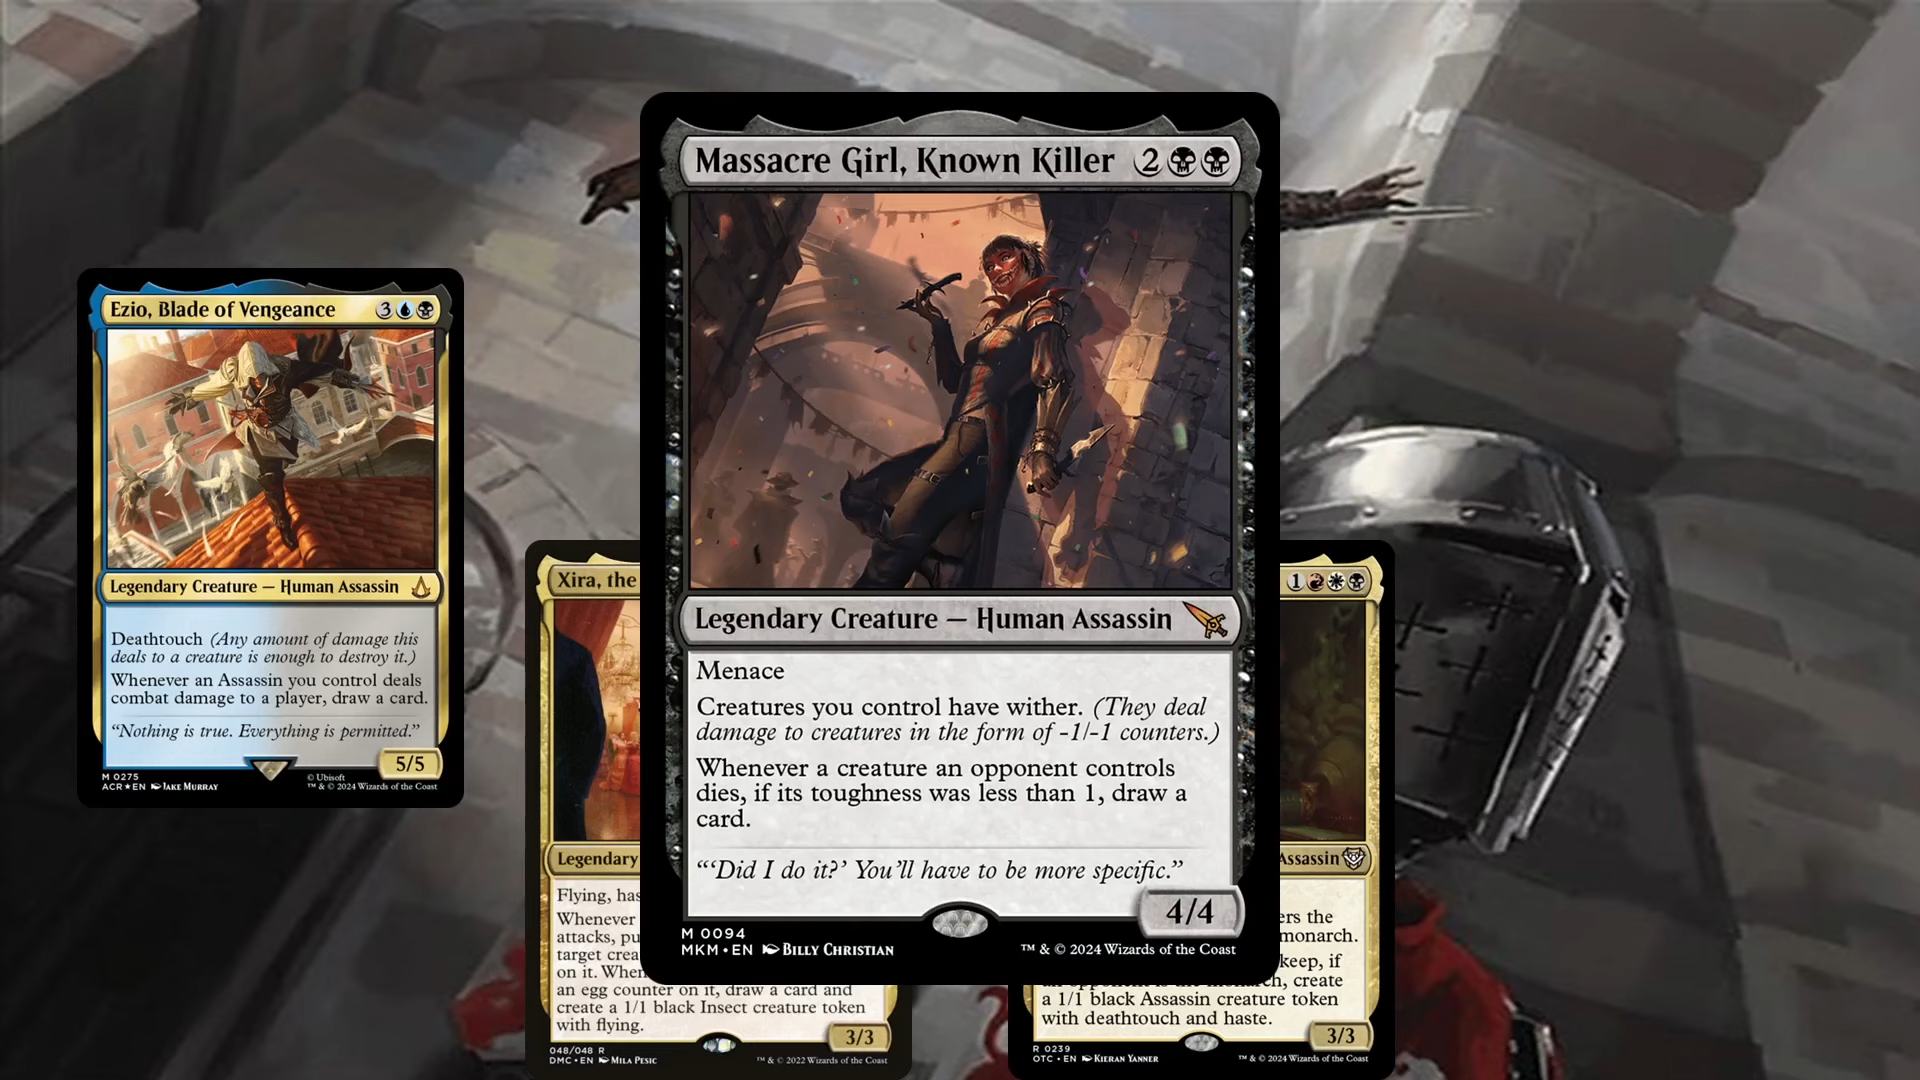 Ezio, Blade of Vengeance 3
Legendary Creature — Human Assassin
Deathtouch (Any amount of damage this
deals to a creature is enough to destroy it.)
Whenever an Assassin you control deals
combat damage to a player, draw a card.
“Nothing is true. Everything is permitted.”
5/5
M 0275
ACR★EN Jake Murray
© Ubisoft
™ & © 2024 Wizards of the Coast
Massacre Girl, Known Killer 2
Legendary Creature — Human Assassin
Menace
Creatures you control have wither. (They deal
damage to creatures in the form of -1/-1 counters.)
Whenever a creature an opponent controls
dies, if its toughness was less than 1, draw a
card.
“‘Did I do it?’ You’ll have to be more specific.”
4/4
M 0094
MKM • EN Billy Christian
™ & © 2024 Wizards of the Coast
Xira, the
Legendary
Flying, has
Whenever
attacks, pu
target crea
on it. When
an egg counter on it, draw a card and
create a 1/1 black Insect creature token
with flying.
3/3
048/048 R
DMC • EN Mila Pesic
™ & © 2022 Wizards of the Coast
1
Assassin
ers the
monarch.
keep, if
an opponent is the monarch, create
a 1/1 black Assassin creature token
with deathtouch and haste.
3/3
R 0239
OTC • EN Kieran Yanner
™ & © 2024 Wizards of the Coast